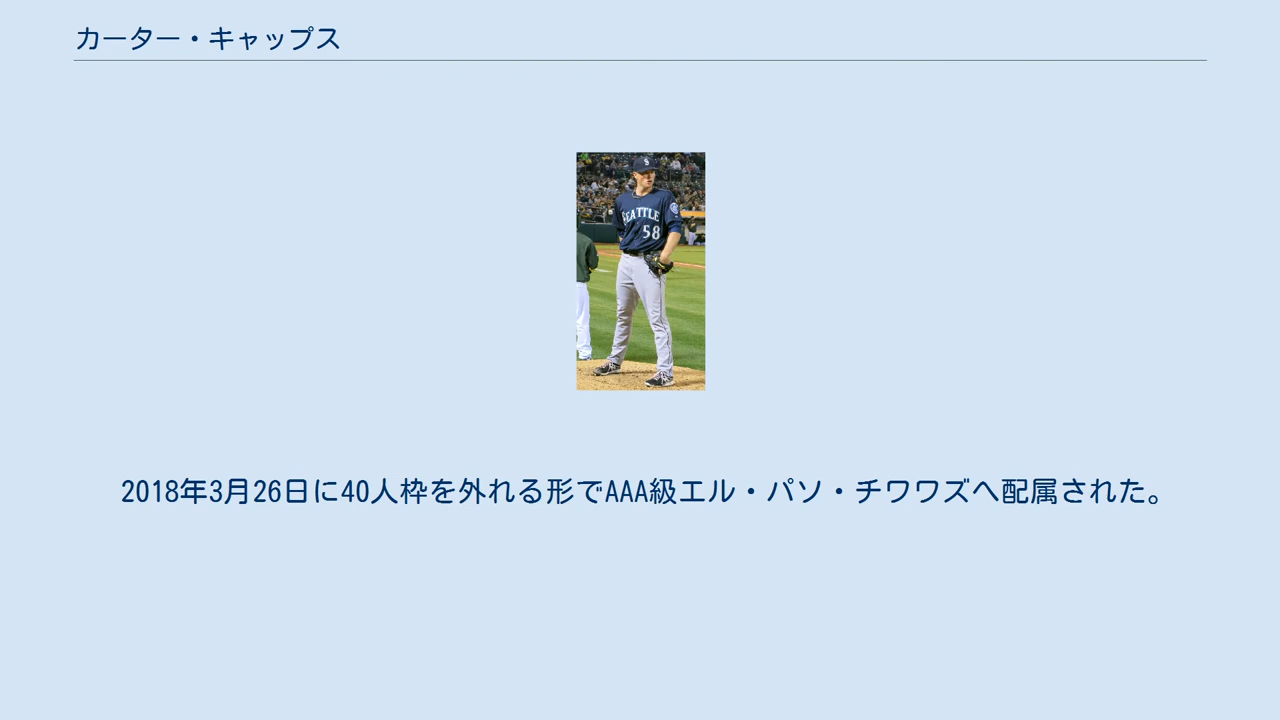 カーター・キャップス
S
SEATTLE
58
2018年3月26日に40人枠を外れる形でAAA級エル・パソ・チワワズへ配属された。